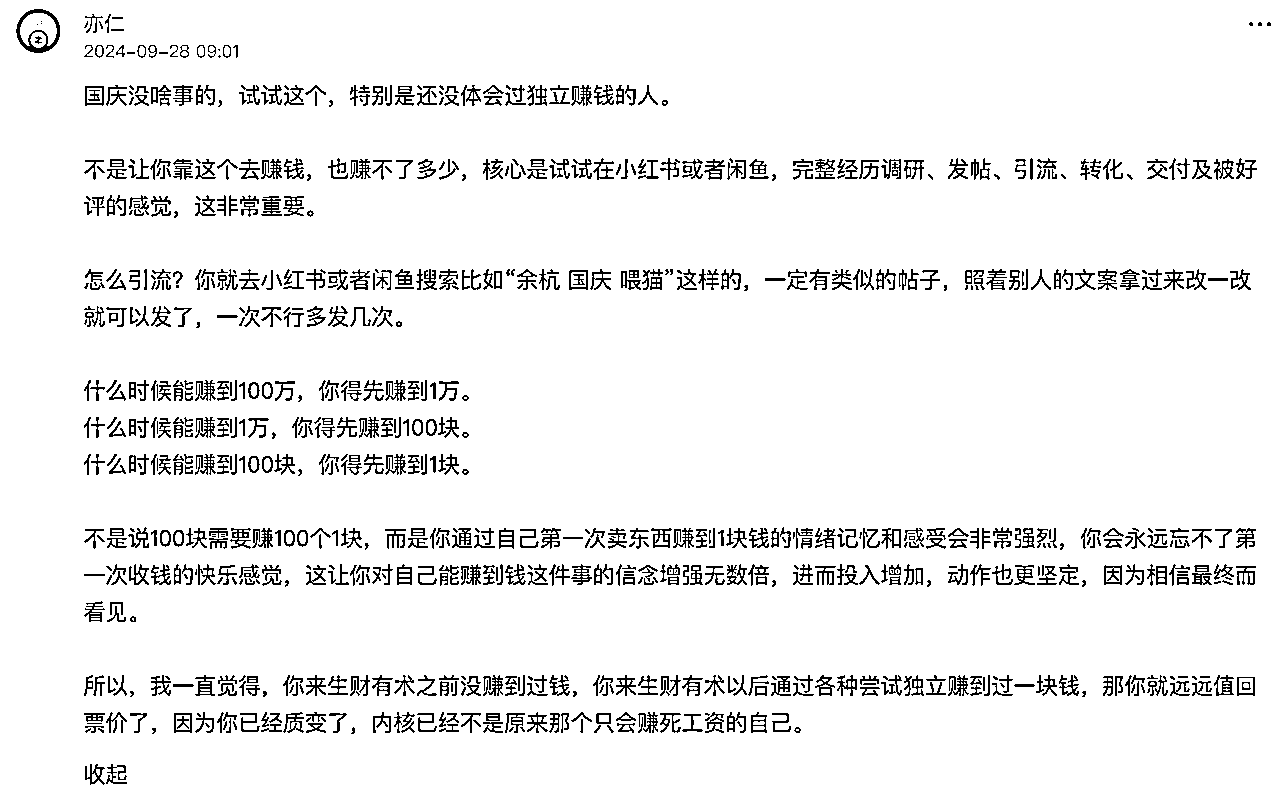 亦仁
2024-09-28 09:01
国庆没啥事的，试试这个，特别是还没体会过独立赚钱的人。
不是让你靠这个去赚钱，也赚不了多少，核心是试试在小红书或者闲鱼，完整经历调研、发帖、引流、转化、交付及被好
评的感觉，这非常重要。
怎么引流？你就去小红书或者闲鱼搜索比如“余杭 国庆 喂猫”这样的，一定有类似的帖子，照着别人的文案拿过来改一改
就可以发了，一次不行多发几次。
什么时候能赚到100万，你得先赚到1万。
什么时候能赚到1万，你得先赚到100块。
什么时候能赚到100块，你得先赚到1块。
不是说100块需要赚100个1块，而是你通过自己第一次卖东西赚到1块钱的情绪记忆和感受会非常强烈，你会永远忘不了第
一次收钱的快乐感觉，这让你对自己能赚到钱这件事的信念增强无数倍，进而投入增加，动作也更坚定，因为相信最终而
看见。
所以，我一直觉得，你来生财有术之前没赚到过钱，你来生财有术以后通过各种尝试独立赚到过一块钱，那你就远远值回
票价了，因为你已经质变了，内核已经不是原来那个只会赚死工资的自己。
收起